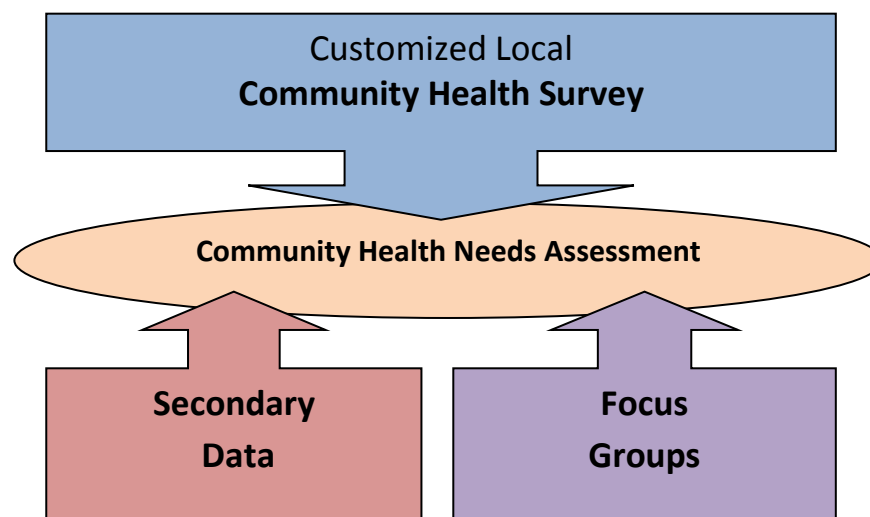 Customized Local
Community Health Survey
Community Health Needs Assessment
Secondary
Data
Focus
Groups